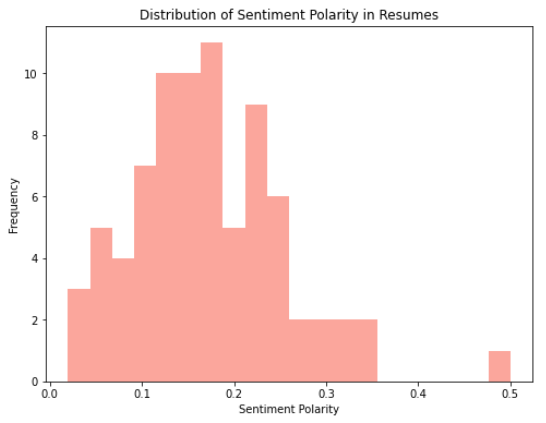 Distribution of Sentiment Polarity in Resumes
Frequency
10
8
6
4
2
0
0.0 0.1 0.2 0.3 0.4 0.5
Sentiment Polarity